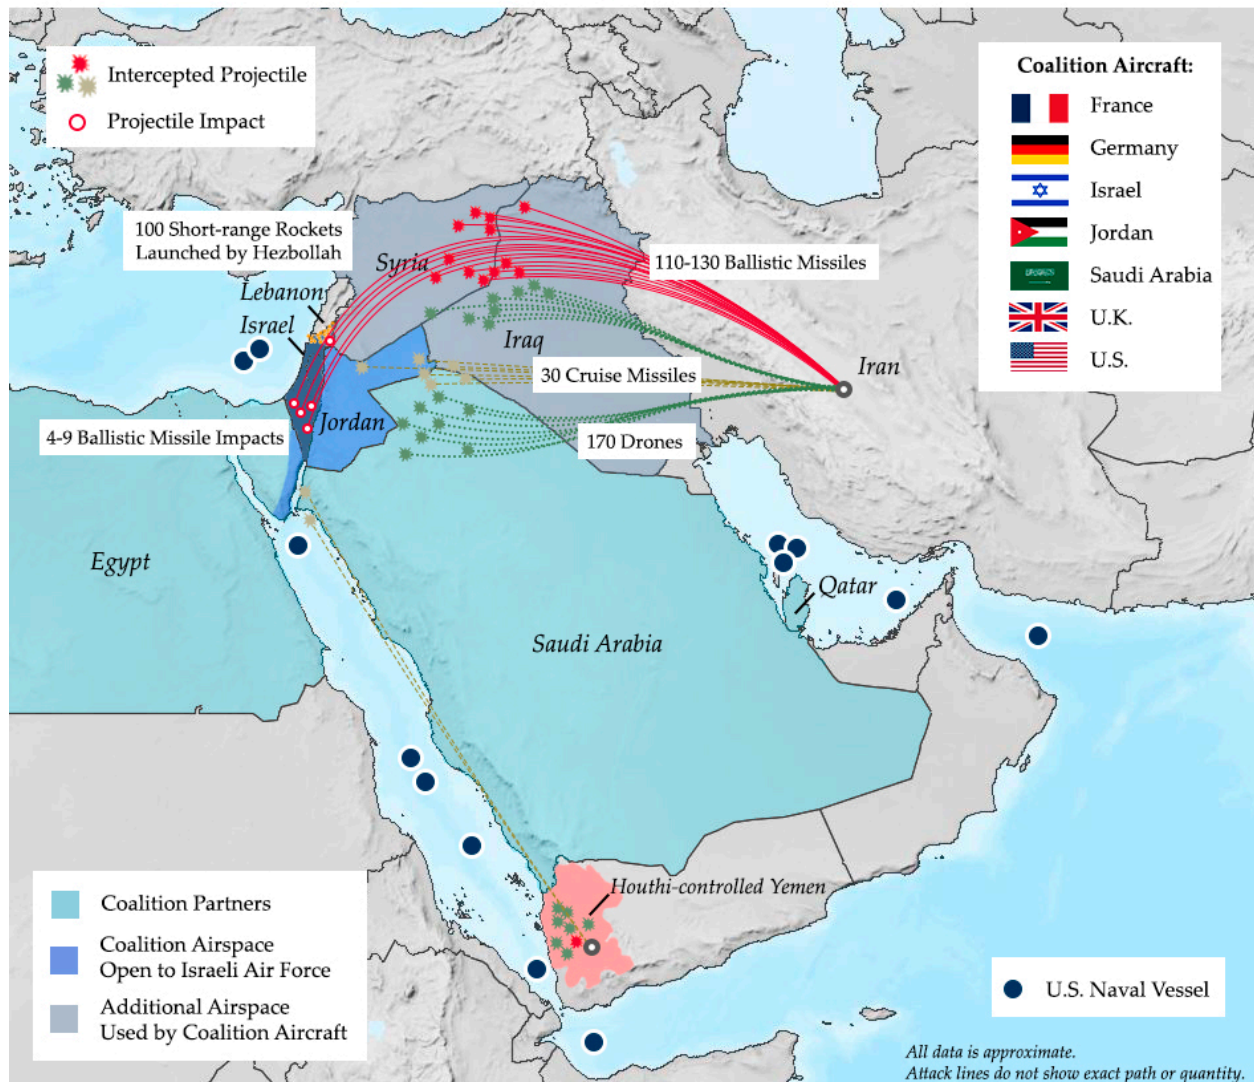 Intercepted Projectile
Projectile Impact
Coalition Aircraft:
France
Germany
Israel
Jordan
Saudi Arabia
U.K.
U.S.
100 Short-range Rockets
Launched by Hezbollah
Syria
110-130 Ballistic Missiles
Lebanon
Israel
Iraq
Iran
30 Cruise Missiles
Jordan
4-9 Ballistic Missile Impacts
170 Drones
Egypt
Qatar
Saudi Arabia
Houthi-controlled Yemen
Coalition Partners
Coalition Airspace
Open to Israeli Air Force
Additional Airspace
Used by Coalition Aircraft
U.S. Naval Vessel
All data is approximate.
Attack lines do not show exact path or quantity.